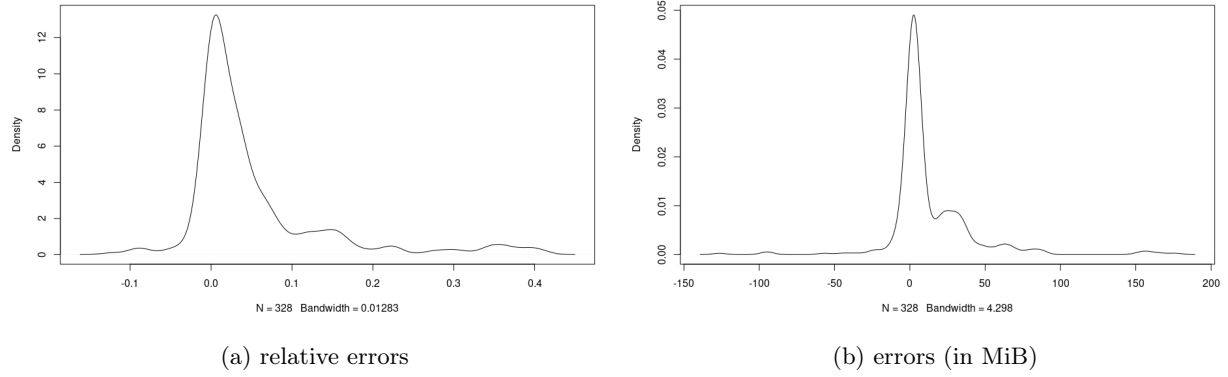 Density
12
10
8
6
4
2
0
-0.1 0.0 0.1 0.2 0.3 0.4
N = 328 Bandwidth = 0.01283
(a) relative errors
Density
0.05
0.04
0.03
0.02
0.01
0.00
-150 -100 -50 0 50 100 150 200
N = 328 Bandwidth = 4.298
(b) errors (in MiB)